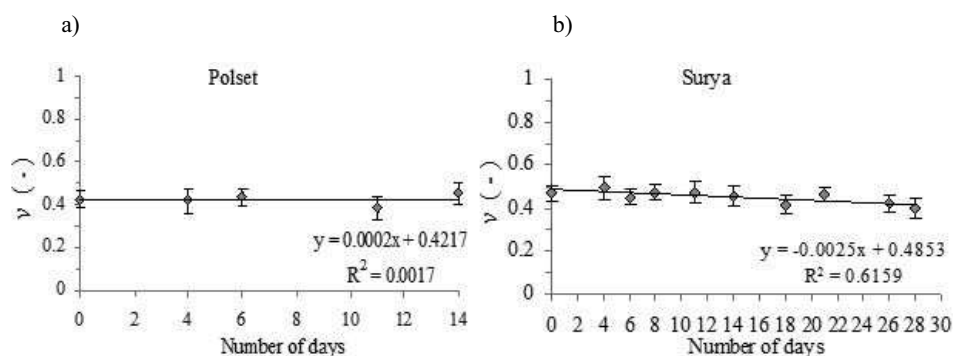 a)
Polset
1
0.8
0.6
0.4
0.2
0
ν ( - )
y = 0.0002x + 0.4217
R² = 0.0017
0 2 4 6 8 10 12 14
Number of days
b)
Surya
1
0.8
0.6
0.4
0.2
0
ν ( - )
y = -0.0025x + 0.4853
R² = 0.6159
0 2 4 6 8 10 12 14 16 18 20 22 24 26 28 30
Number of days